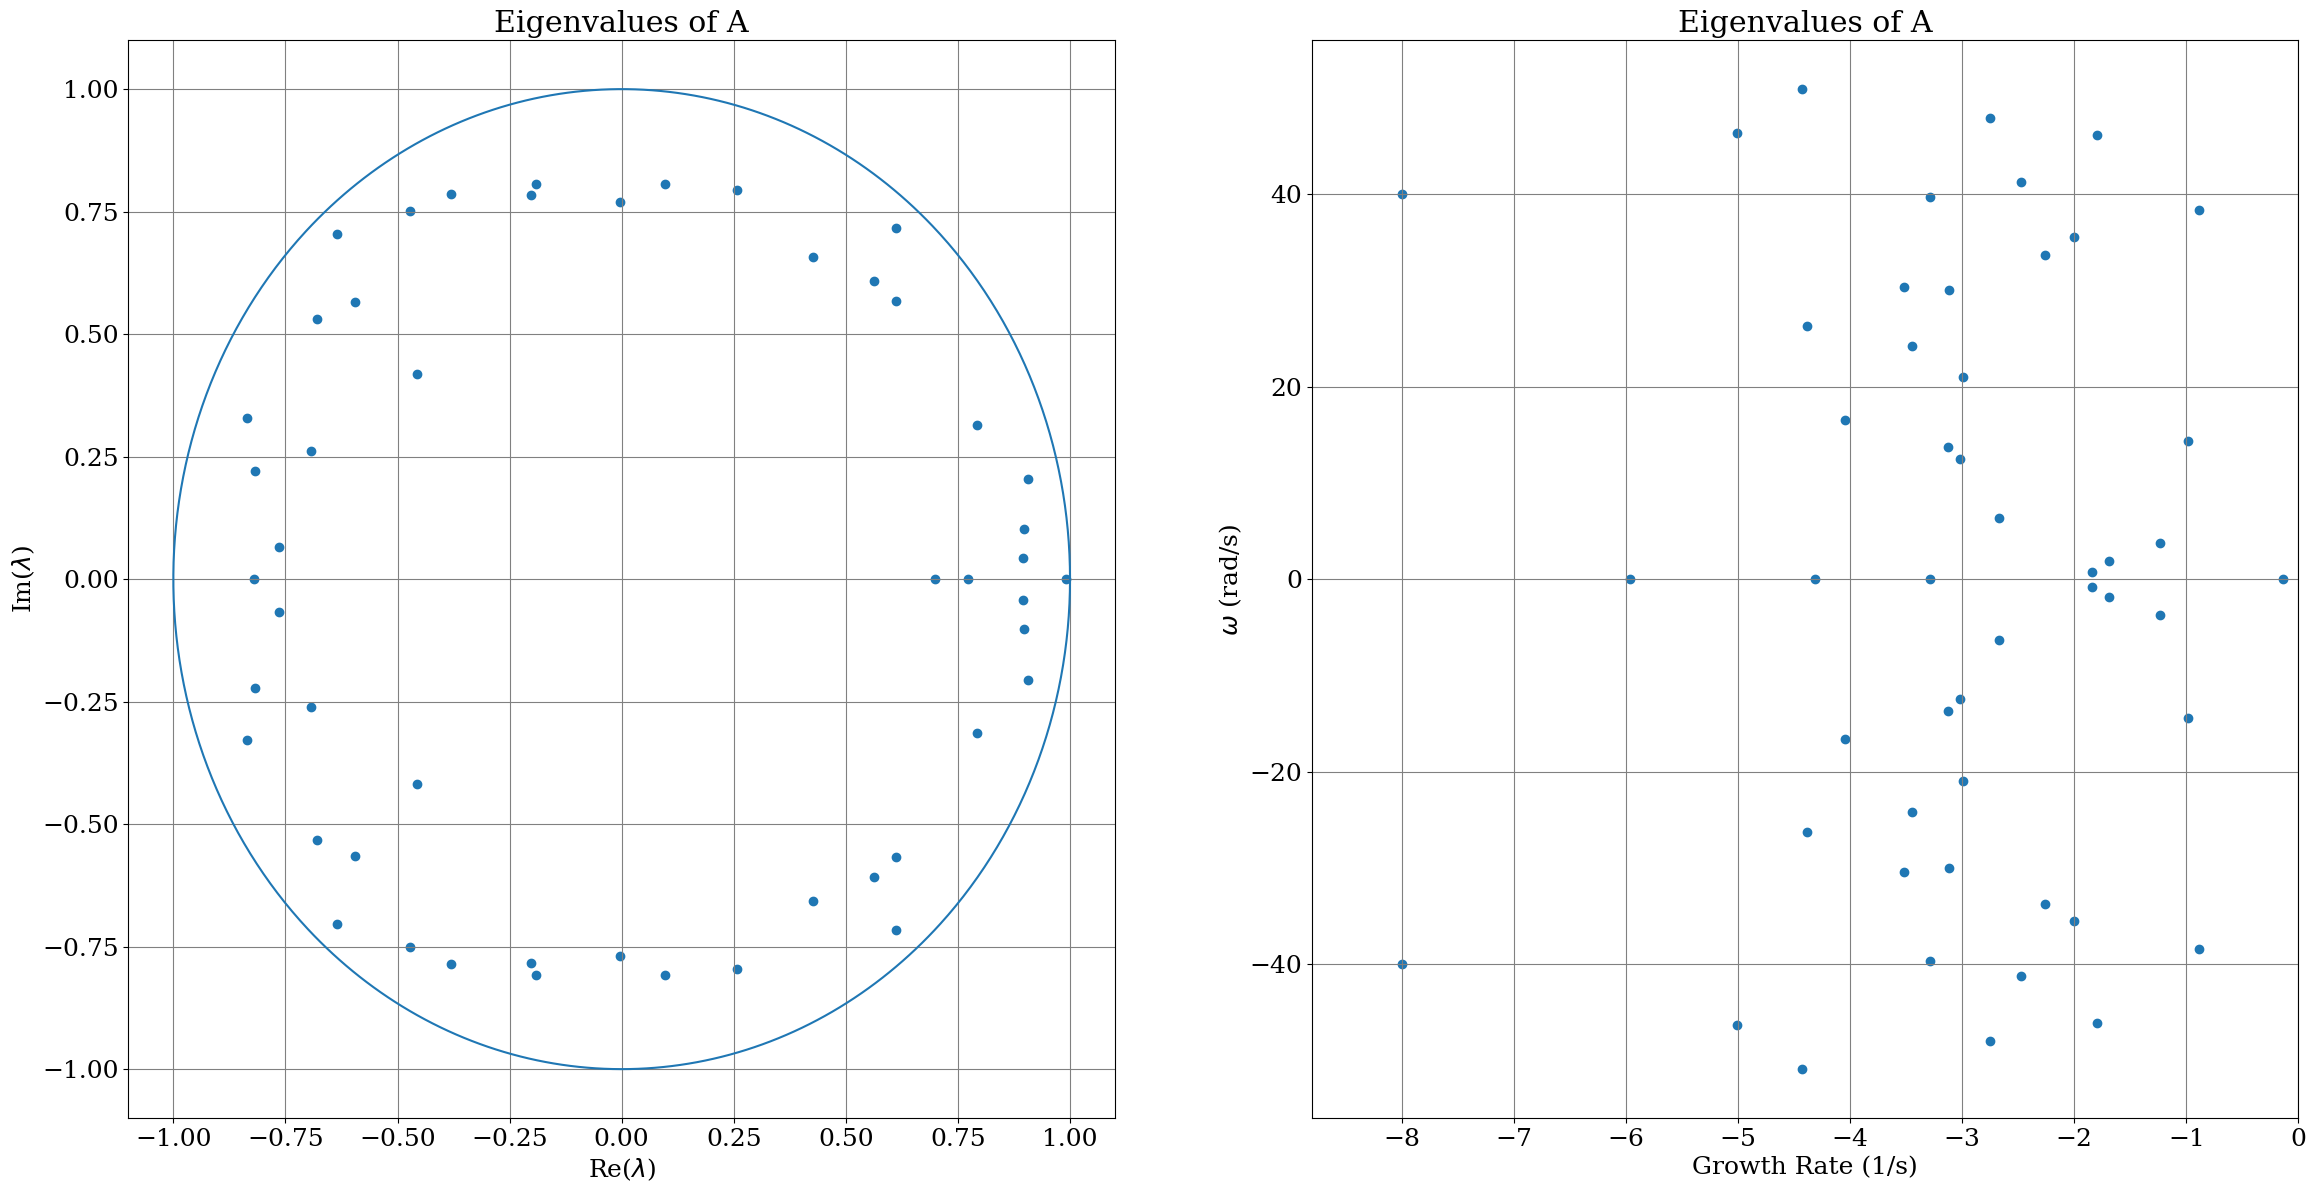 Eigenvalues of A
1.00
0.75
0.50
0.25
0.00
−0.25
−0.50
−0.75
−1.00
Im(λ)
−1.00 −0.75 −0.50 −0.25 0.00 0.25 0.50 0.75 1.00
Re(λ)
Eigenvalues of A
40
20
0
−20
−40
ω (rad/s)
−8 −7 −6 −5 −4 −3 −2 −1 0
Growth Rate (1/s)